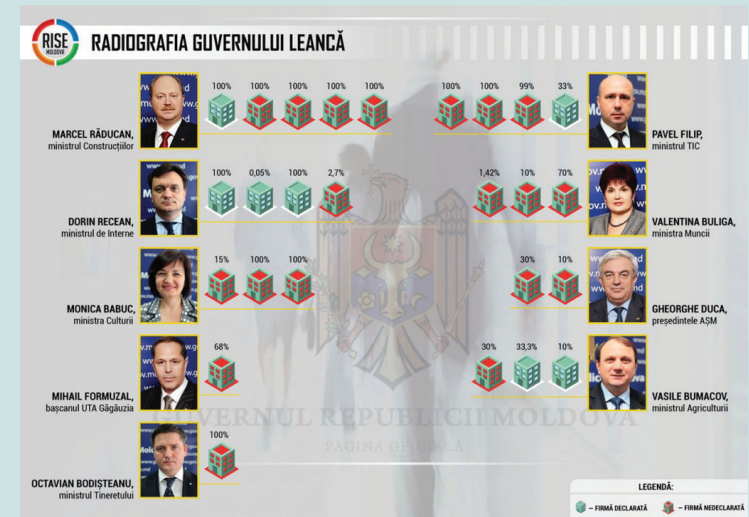 RISE
MOLDOVA
RADIOGRAFIA GUVERNULUI LEANCĂ
100% 100% 100% 100% 100%
MARCEL RĂDUCAN,
ministrul Construcțiilor
100% 100% 99% 33%
PAVEL FILIP,
ministrul TIC
100% 0,05% 100% 2,7%
DORIN RECEAN,
ministrul de Interne
1,42% 10% 70%
VALENTINA BULIGA,
ministra Muncii
15% 100% 100%
MONICA BABUC,
ministra Culturii
30% 10%
GHEORGHE DUCA,
președintele AȘM
68%
MIHAIL FORMUZAL,
bașcanul UTA Găgăuzia
30% 33,3% 10%
VASILE BUMACOV,
ministrul Agriculturii
GUVERNUL REPUBLICII MOLDOVA
PAGINA OFICIALĂ
100%
OCTAVIAN BODIȘTEANU,
ministrul Tineretului
LEGENDĂ:
– FIRMĂ DECLARATĂ
– FIRMĂ NEDECLARATĂ